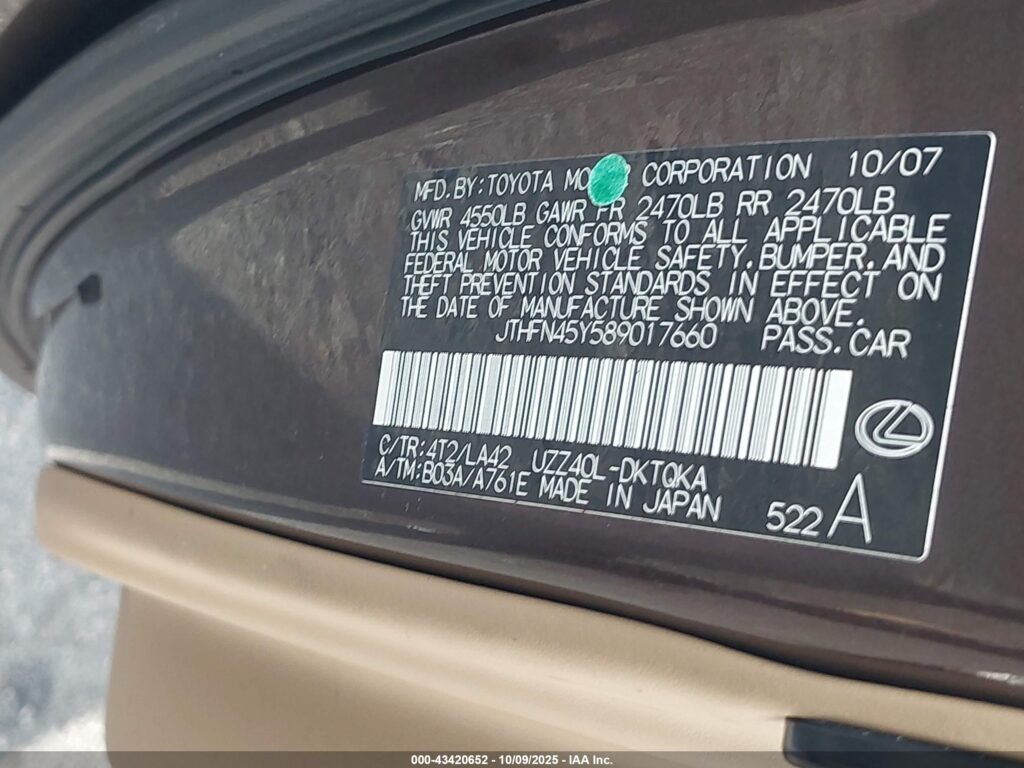 MFD.BY:TOYOTA MO CORPORATION 10/07
GVWR 4550LB GAWR FR 2470LB RR 2470LB
THIS VEHICLE CONFORMS TO ALL APPLICABLE
FEDERAL MOTOR VEHICLE SAFETY,BUMPER,AND
THEFT PREVENTION STANDARDS IN EFFECT ON
THE DATE OF MANUFACTURE SHOWN ABOVE.
JTHFN45Y589017660 PASS.CAR
C/TR:4T2/LA42 UZZ40L-DKTQKA
A/TM:B03A/A761E MADE IN JAPAN
522 A
000-43420652 - 10/09/2025 - IAA Inc.